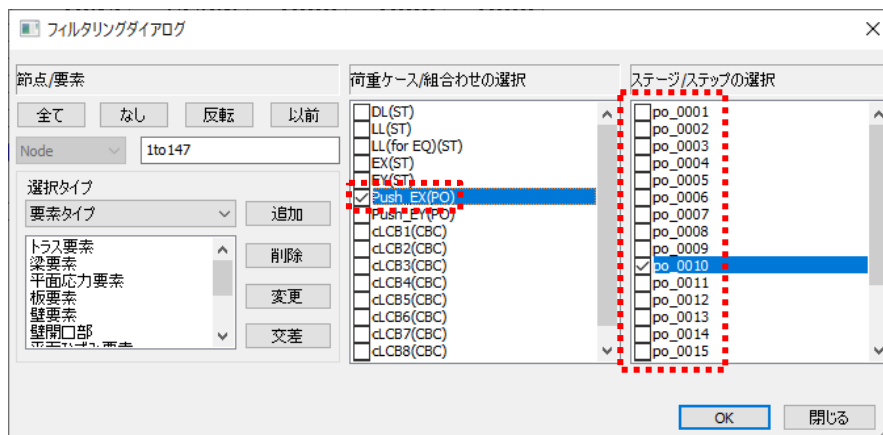 フィルタリングダイアログ
節点/要素
全て
なし
反転
以前
Node
1to147
選択タイプ
要素タイプ
追加
削除
変更
交差
トラス要素
梁要素
平面応力要素
板要素
壁要素
壁開口部
平面ひずみ要素
荷重ケース/組合わせの選択
DL(ST)
LL(ST)
LL(for EQ)(ST)
EX(ST)
EY(ST)
Push_EX(PO)
Push_EY(PO)
cLCB1(CBC)
cLCB2(CBC)
cLCB3(CBC)
cLCB4(CBC)
cLCB5(CBC)
cLCB6(CBC)
cLCB7(CBC)
cLCB8(CBC)
ステージ/ステップの選択
po_0001
po_0002
po_0003
po_0004
po_0005
po_0006
po_0007
po_0008
po_0009
po_0010
po_0011
po_0012
po_0013
po_0014
po_0015
OK
閉じる